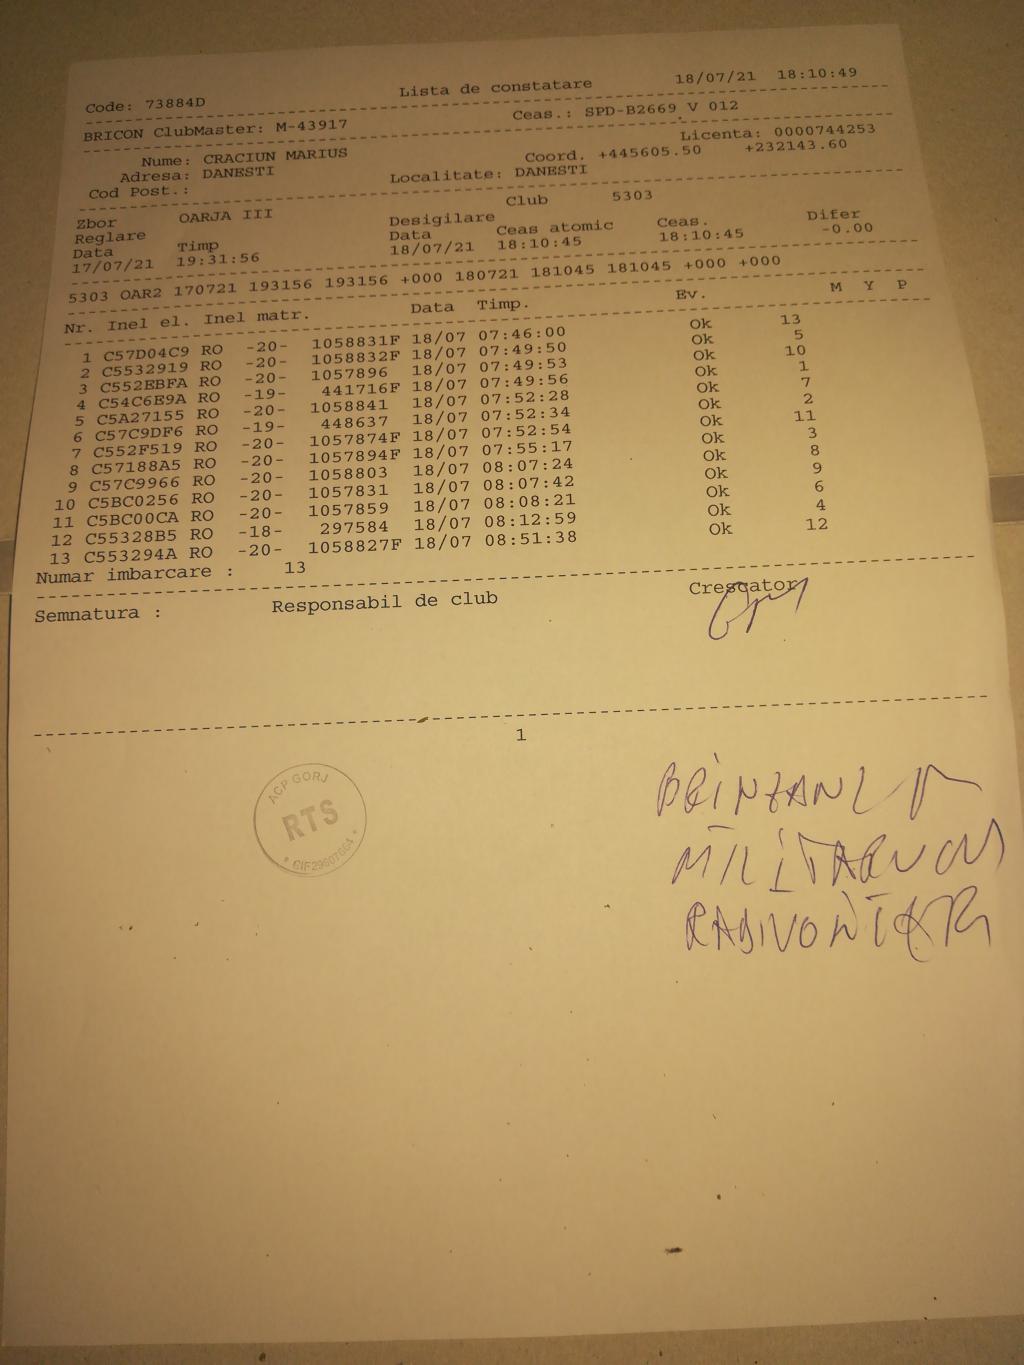 Code: 73884D Lista de constatare 18/07/21 18:10:49
BRICON ClubMaster: M-43917 Ceas.: SPD-B2669 V 012
Licenta: 0000744253
Nume: CRACIUN MARIUS Coord. +445605.50 +232143.60
Adresa: DANESTI Localitate: DANESTI
Cod Post.:
Club 5303
Zbor OARJA III
Reglare Desigilare
Data Timp Data Ceas atomic Ceas. Difer
17/07/21 19:31:56 18/07/21 18:10:45 18:10:45 -0.00
5303 OAR2 170721 193156 193156 +000 180721 181045 181045 +000 +000
Nr. Inel el. Inel matr. Data Timp. Ev. M Y P
1 C57D04C9 RO -20- 1058831F 18/07 07:46:00 Ok 13
2 C5532919 RO -20- 1058832F 18/07 07:49:50 Ok 5
3 C552EBFA RO -20- 1057896 18/07 07:49:53 Ok 10
4 C54C6E9A RO -19- 441716F 18/07 07:49:56 Ok 1
5 C5A27155 RO -20- 1058841 18/07 07:52:28 Ok 7
6 C57C9DF6 RO -19- 448637 18/07 07:52:34 Ok 2
7 C552F519 RO -20- 1057874F 18/07 07:52:54 Ok 11
8 C57188A5 RO -20- 1057894F 18/07 07:55:17 Ok 3
9 C57C9966 RO -20- 1058803 18/07 08:07:24 Ok 8
10 C5BC0256 RO -20- 1057831 18/07 08:07:42 Ok 9
11 C5BC00CA RO -20- 1057859 18/07 08:08:21 Ok 6
12 C55328B5 RO -18- 297584 18/07 08:12:59 Ok 4
13 C553294A RO -20- 1058827F 18/07 08:51:38 Ok 12
Numar imbarcare : 13
Semnatura : Responsabil de club Crescator
1
ACP GORJ
RTS